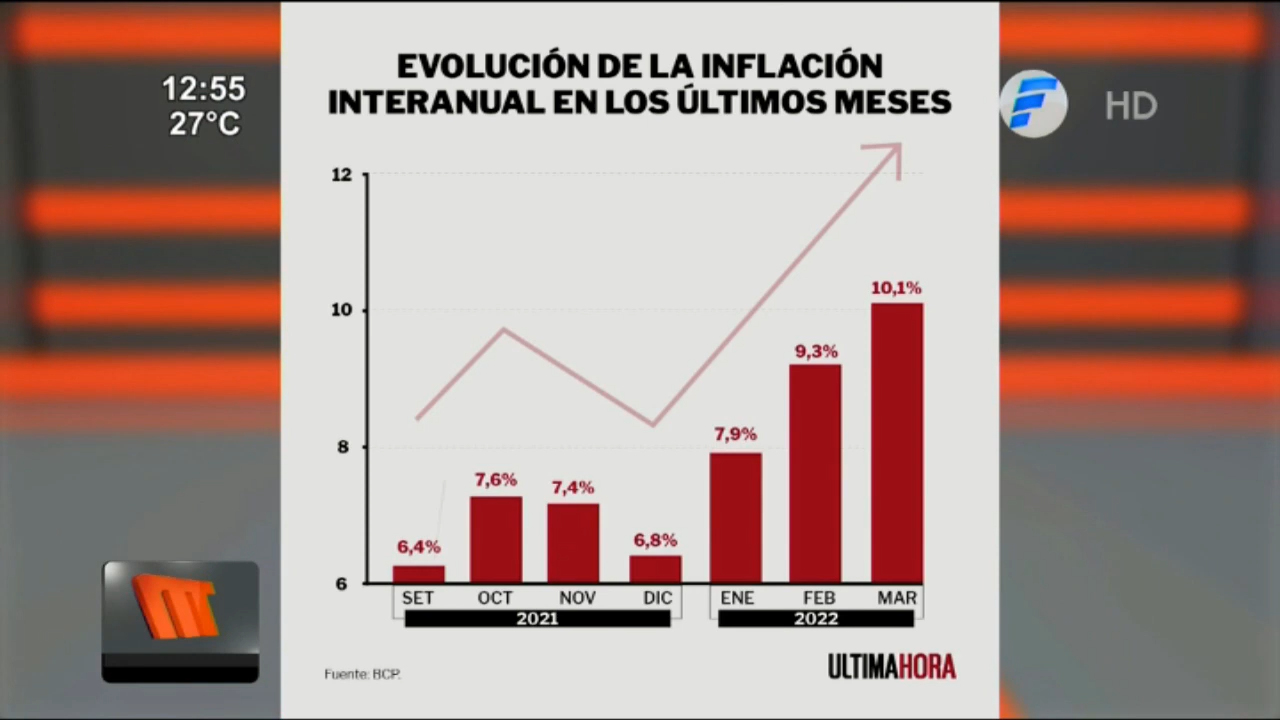 12:55
27°C
HD
EVOLUCIÓN DE LA INFLACIÓN
INTERANUAL EN LOS ÚLTIMOS MESES
12
10
8
6
6,4%
7,6%
7,4%
6,8%
7,9%
9,3%
10,1%
SET OCT NOV DIC ENE FEB MAR
2021 2022
Fuente: BCP.
ULTIMAHORA